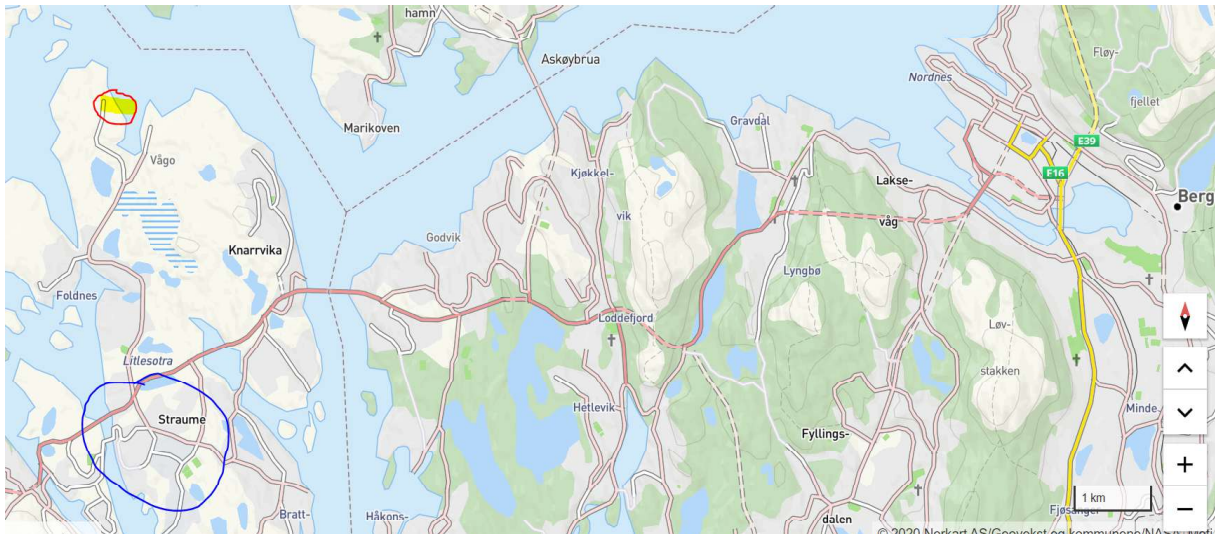 hamn
Askøybrua
Nordnes
Fløy-
fjellet
Marikoven
Gravdal
E39
Vågo
Kjøkkel-
E16
Lakse-
Berg
vik
våg
Godvik
Knarrvika
Lyngbø
Foldnes
Loddefjord
Løv-
Litlesotra
stakken
Hetlevik
Minde
Straume
Fyllings-
1 km
Bratt-
Håkons-
dalen
Fjøsanger
© 2020 Norkart AS/Geovekst og kommunene/NASA,